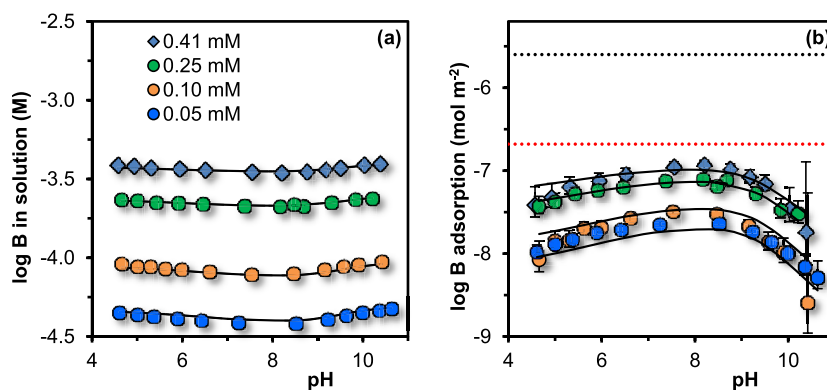 (a)
0.41 mM
0.25 mM
0.10 mM
0.05 mM
log B in solution (M)
-2.5
-3.0
-3.5
-4.0
-4.5
4
6
8
10
pH
(b)
log B adsorption (mol m-2)
-6
-7
-8
-9
4
6
8
10
pH